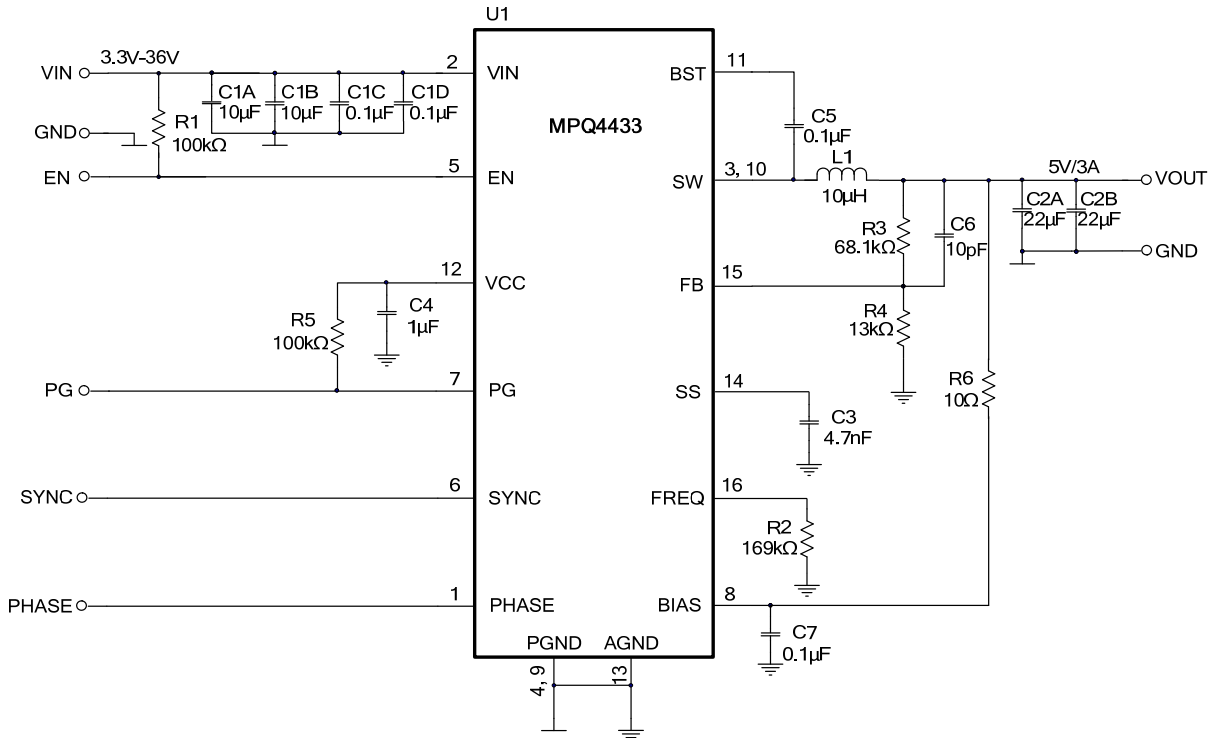 U1
3.3V-36V
VIN
2
VIN
BST
11
C1A
10µF
C1B
10µF
C1C
0.1µF
C1D
0.1µF
R1
100kΩ
GND
MPQ4433
C5
0.1µF
L1
10µH
EN
5
EN
SW
3, 10
5V/3A
VOUT
C2A
22µF
C2B
22µF
R3
68.1kΩ
C6
10pF
GND
12
VCC
FB
15
C4
1µF
R5
100kΩ
R4
13kΩ
PG
7
PG
SS
14
R6
10Ω
C3
4.7nF
SYNC
6
SYNC
FREQ
16
R2
169kΩ
PHASE
1
PHASE
BIAS
8
C7
0.1µF
PGND
AGND
4, 9
13